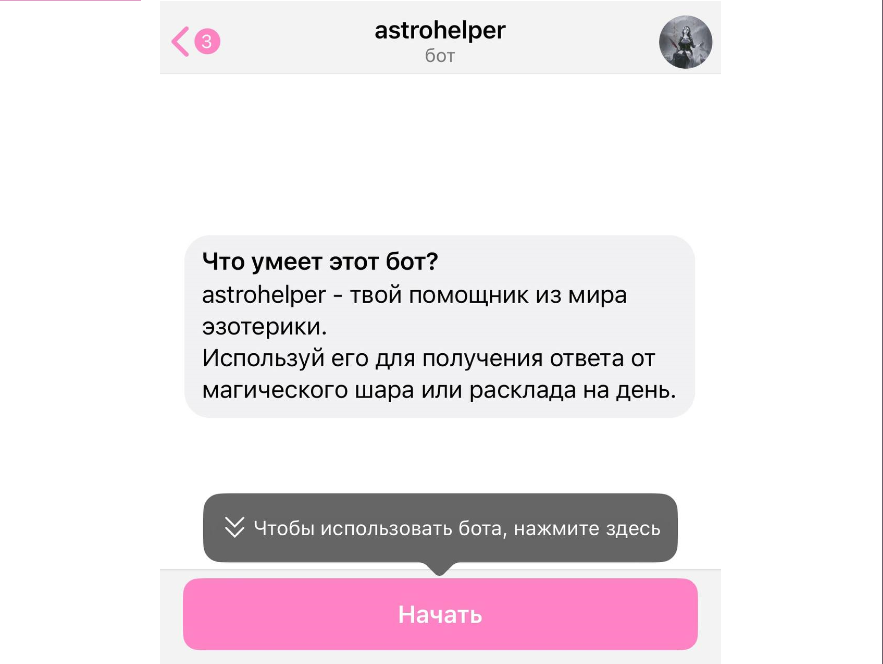 3
astrohelper
бот
Что умеет этот бот?
astrohelper - твой помощник из мира
эзотерики.
Используй его для получения ответа от
магического шара или расклада на день.
Чтобы использовать бота, нажмите здесь
Начать